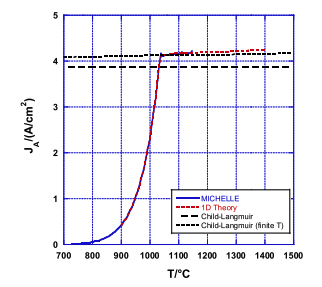 5
4
3
2
1
0
J_A/(A/cm²)
700 800 900 1000 1100 1200 1300 1400 1500
T/°C
MICHELLE
1D Theory
Child-Langmuir
Child-Langmuir (finite T)